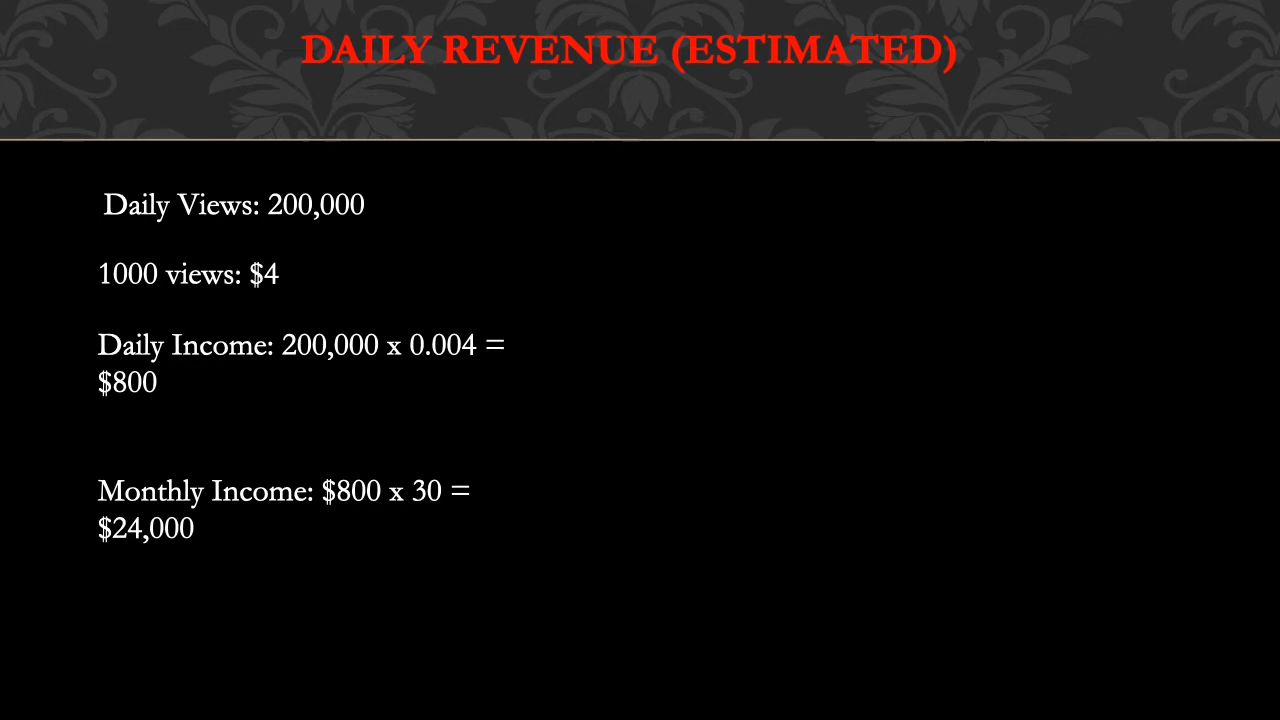 DAILY REVENUE (ESTIMATED)
Daily Views: 200,000
1000 views: $4
Daily Income: 200,000 x 0.004 =
$800
Monthly Income: $800 x 30 =
$24,000